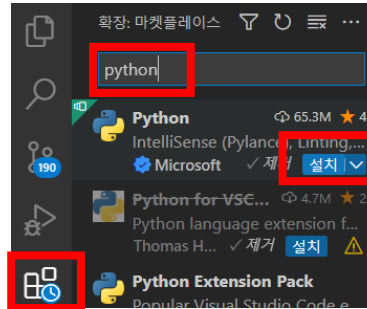 확장: 마켓플레이스
python
Python 65.3M ★ 4
IntelliSense (Pylance), Linting,...
Microsoft ✓ 제거 설치
190
Python for VSC... 4.7M ★ 2
Python language extension f...
Thomas H... ✓ 제거 설치
Python Extension Pack
Popular Visual Studio Code e